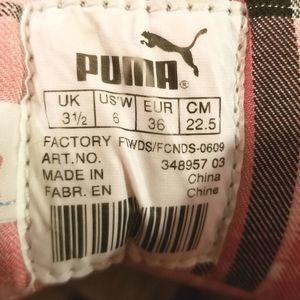 PUMA®
UK US'W EUR CM
3½ 6 36 22.5
FACTORY FTWDS/FCNDS-0609
ART.NO. 348957 03
MADE IN China
FABR. EN Chine